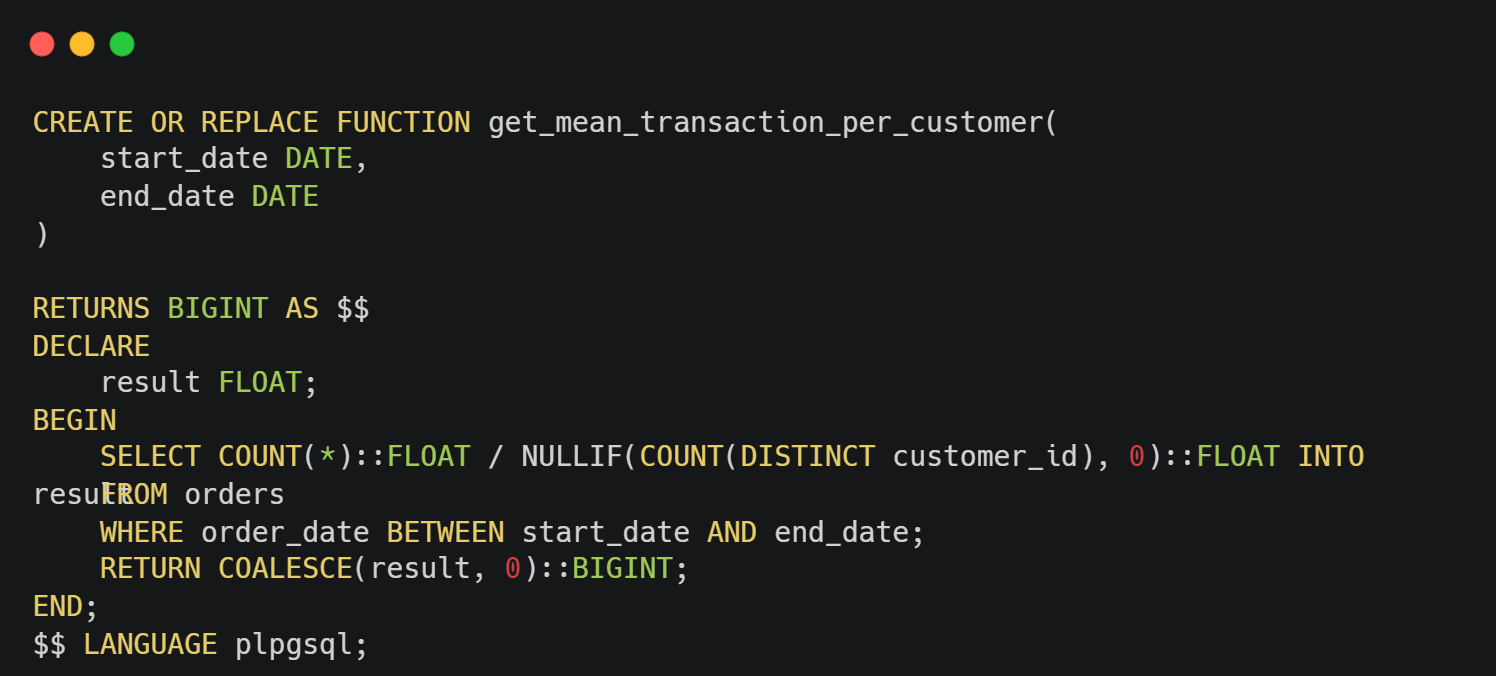 CREATE OR REPLACE FUNCTION get_mean_transaction_per_customer(
    start_date DATE,
    end_date DATE
)

RETURNS BIGINT AS $$
DECLARE
    result FLOAT;
BEGIN
    SELECT COUNT(*)::FLOAT / NULLIF(COUNT(DISTINCT customer_id), 0)::FLOAT INTO
result
    FROM orders
    WHERE order_date BETWEEN start_date AND end_date;
    RETURN COALESCE(result, 0)::BIGINT;
END;
$$ LANGUAGE plpgsql;